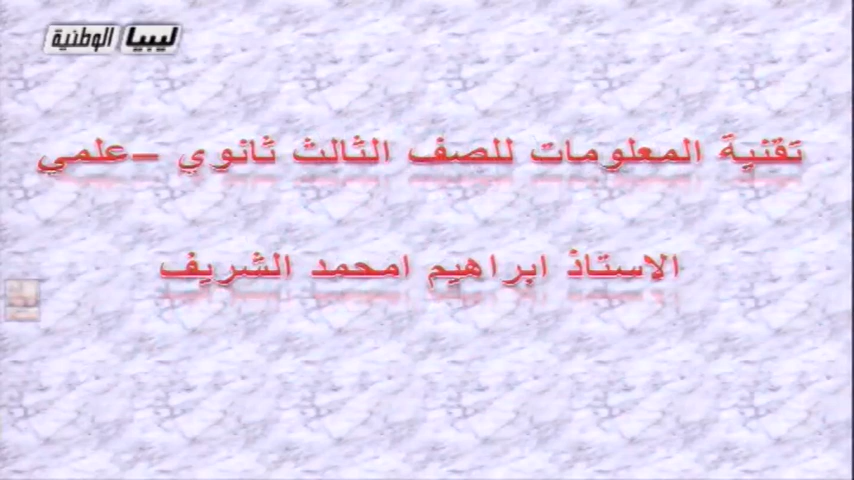 ليبيا الوطنية
تقنية المعلومات للصف الثالث ثانوي -علمي
الاستاذ ابراهيم امحمد الشريف